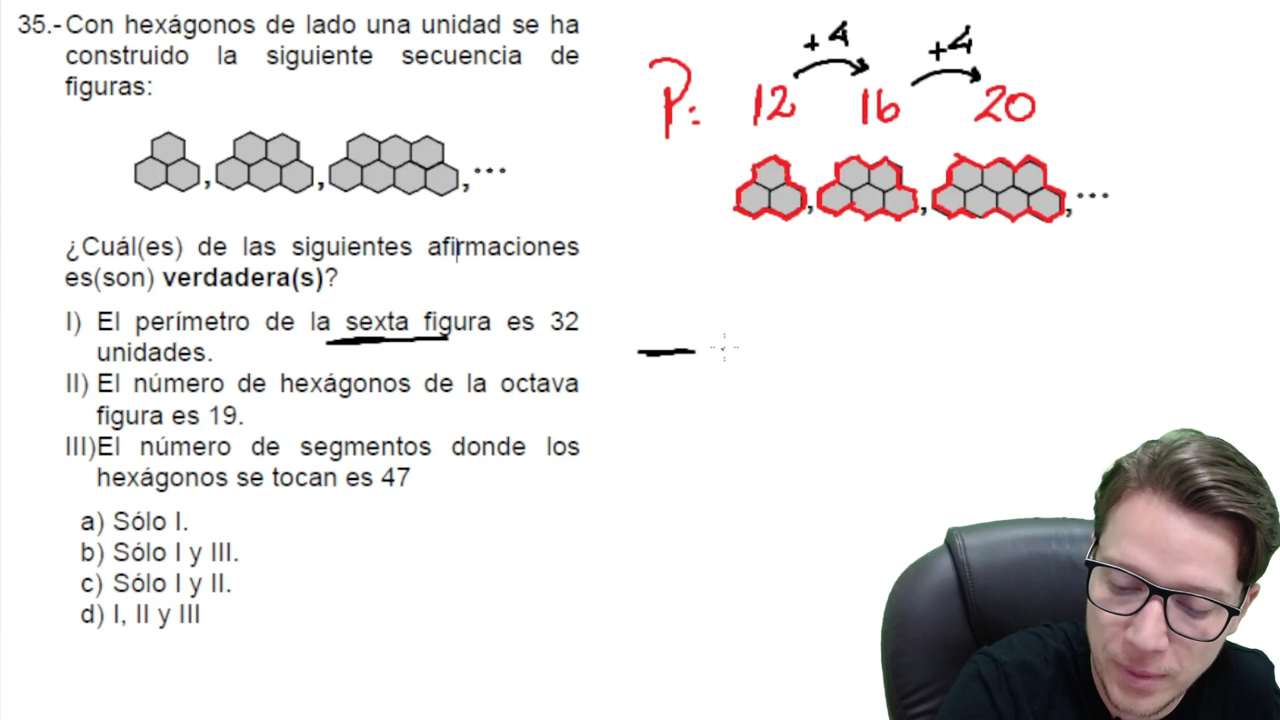 35.- Con hexágonos de lado una unidad se ha
construido la siguiente secuencia de
figuras:
, , , ...
¿Cuál(es) de las siguientes afirmaciones
es(son) verdadera(s)?
I) El perímetro de la sexta figura es 32
unidades.
II) El número de hexágonos de la octava
figura es 19.
III)El número de segmentos donde los
hexágonos se tocan es 47
a) Sólo I.
b) Sólo I y III.
c) Sólo I y II.
d) I, II y III
+4 +4
P: 12 16 20
, , , ...